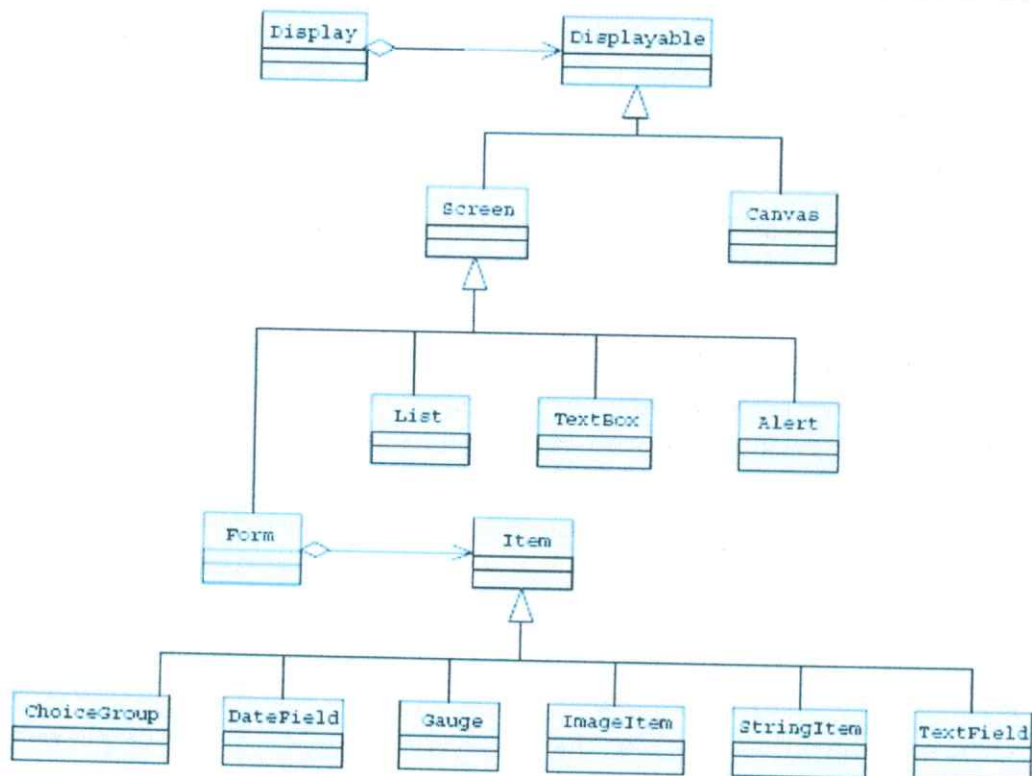 Display
Displayable
Screen
Canvas
List
TextBox
Alert
Form
Item
ChoiceGroup
DateField
Gauge
ImageItem
StringItem
TextField